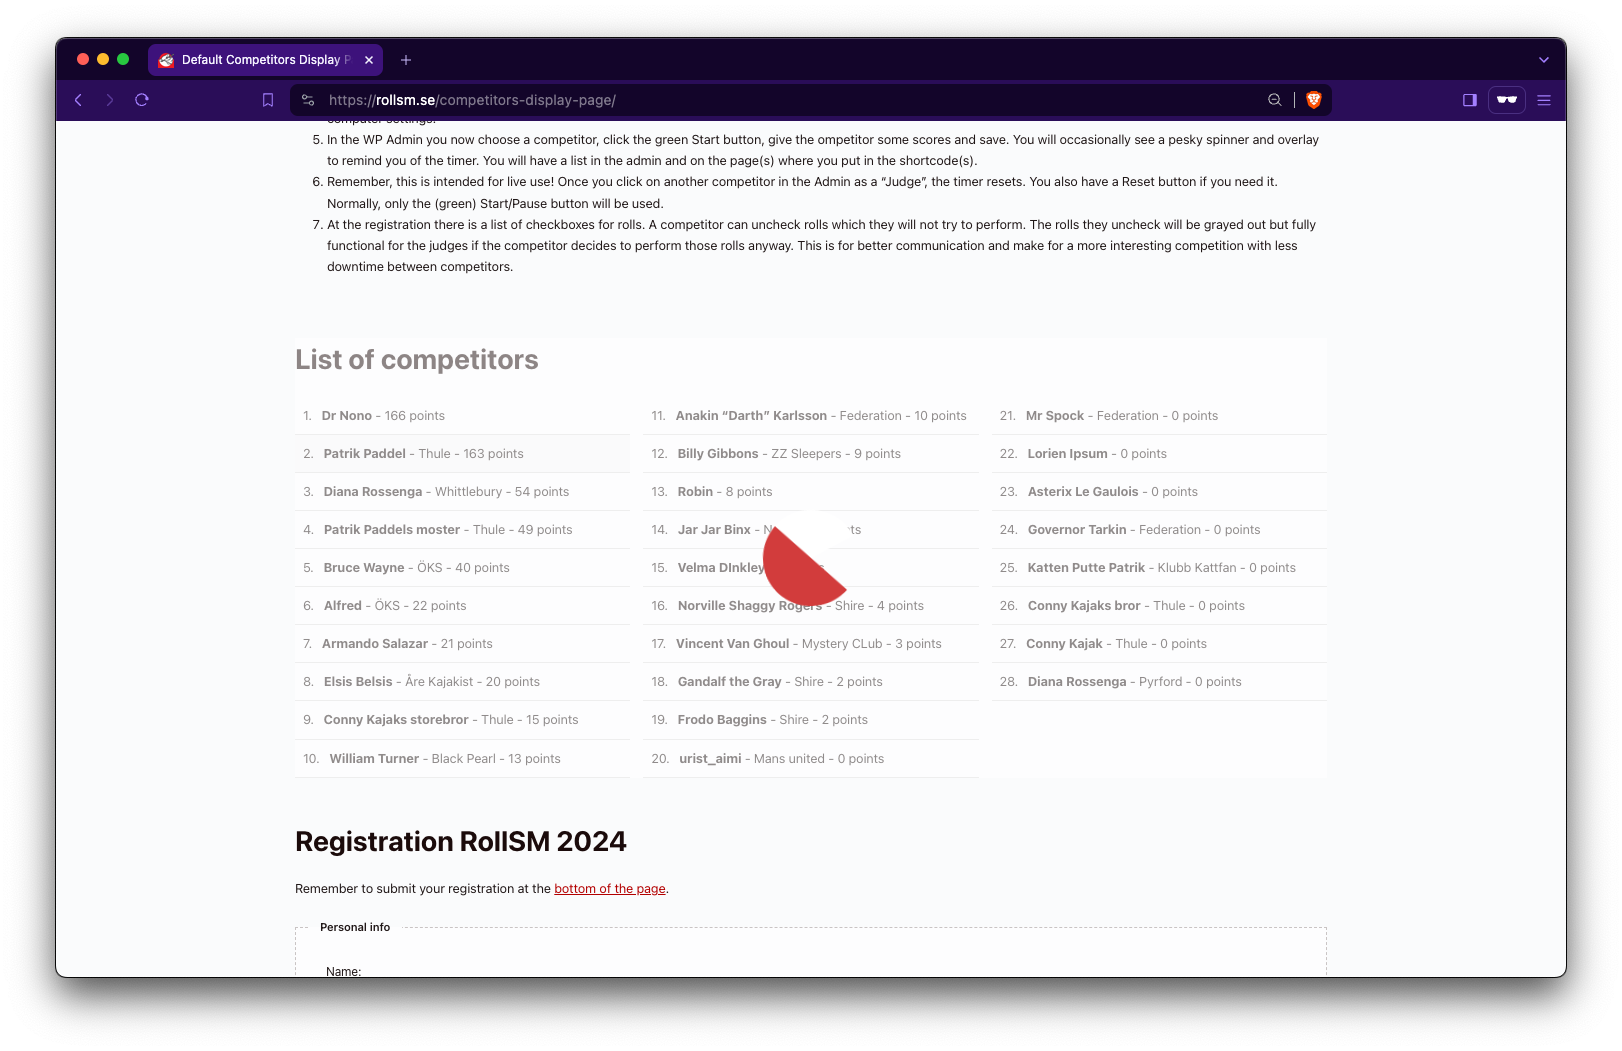 Default Competitors Display P
https://rollsm.se/competitors-display-page/
computer settings.
5. In the WP Admin you now choose a competitor, click the green Start button, give the ompetitor some scores and save. You will occasionally see a pesky spinner and overlay
to remind you of the timer. You will have a list in the admin and on the page(s) where you put in the shortcode(s).
6. Remember, this is intended for live use! Once you click on another competitor in the Admin as a “Judge”, the timer resets. You also have a Reset button if you need it.
Normally, only the (green) Start/Pause button will be used.
7. At the registration there is a list of checkboxes for rolls. A competitor can uncheck rolls which they will not try to perform. The rolls they uncheck will be grayed out but fully
functional for the judges if the competitor decides to perform those rolls anyway. This is for better communication and make for a more interesting competition with less
downtime between competitors.
List of competitors
1. Dr Nono - 166 points
2. Patrik Paddel - Thule - 163 points
3. Diana Rossenga - Whittlebury - 54 points
4. Patrik Paddels moster - Thule - 49 points
5. Bruce Wayne - ÖKS - 40 points
6. Alfred - ÖKS - 22 points
7. Armando Salazar - 21 points
8. Elsis Belsis - Åre Kajakist - 20 points
9. Conny Kajaks storebror - Thule - 15 points
10. William Turner - Black Pearl - 13 points
11. Anakin “Darth” Karlsson - Federation - 10 points
12. Billy Gibbons - ZZ Sleepers - 9 points
13. Robin - 8 points
14. Jar Jar Binx -
15. Velma DInkley
16. Norville Shaggy Rogers - Shire - 4 points
17. Vincent Van Ghoul - Mystery CLub - 3 points
18. Gandalf the Gray - Shire - 2 points
19. Frodo Baggins - Shire - 2 points
20. urist_aimi - Mans united - 0 points
21. Mr Spock - Federation - 0 points
22. Lorien Ipsum - 0 points
23. Asterix Le Gaulois - 0 points
24. Governor Tarkin - Federation - 0 points
25. Katten Putte Patrik - Klubb Kattfan - 0 points
26. Conny Kajaks bror - Thule - 0 points
27. Conny Kajak - Thule - 0 points
28. Diana Rossenga - Pyrford - 0 points
Registration RollSM 2024
Remember to submit your registration at the bottom of the page.
Personal info
Name: